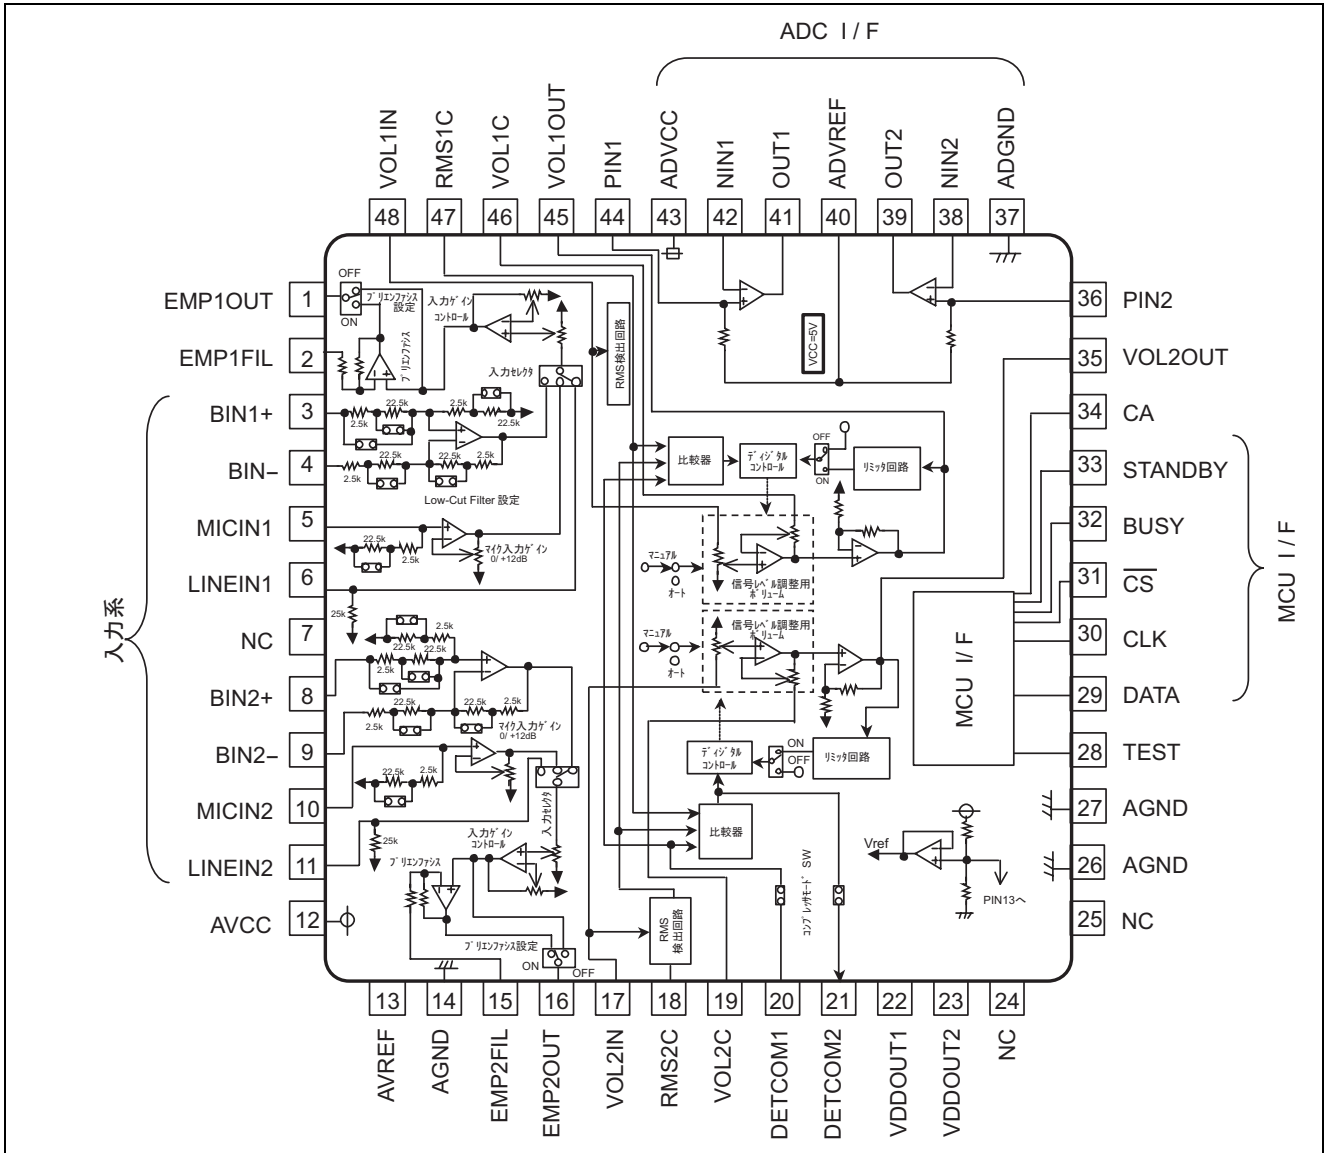 ADC I / F
VOL1IN
RMS1C
VOL1C
VOL1OUT
PIN1
ADVCC
NIN1
OUT1
ADVREF
OUT2
NIN2
ADGND
48
47
46
45
44
43
42
41
40
39
38
37
EMP1OUT
1
EMP1FIL
2
BIN1+
3
BIN−
4
MICIN1
5
LINEIN1
6
NC
7
BIN2+
8
BIN2−
9
MICIN2
10
LINEIN2
11
AVCC
12
入力系
36
PIN2
35
VOL2OUT
34
CA
33
STANDBY
32
BUSY
31
CS
30
CLK
29
DATA
28
TEST
27
AGND
26
AGND
25
NC
MCU I / F
OFF
ON
プリエンファシス
設定
プリエンファシス
入力ゲイン
コントロール
入力セレクタ
RMS検出回路
VCC=5V
2.5k
22.5k
2.5k
22.5k
2.5k
22.5k
22.5k
2.5k
Low-Cut Filter 設定
22.5k
2.5k
マイク入力ゲイン
0/ +12dB
25k
2.5k
22.5k
22.5k
2.5k
22.5k
22.5k
2.5k
2.5k
マイク入力ゲイン
0/ +12dB
22.5k
2.5k
25k
入力セレクタ
入力ゲイン
コントロール
プリエンファシス
プリエンファシス設定
ON
OFF
比較器
ディジタル
コントロール
OFF
ON
リミッタ回路
マニュアル
オート
信号レベル調整用
ボリューム
信号レベル調整用
ボリューム
マニュアル
オート
MCU I / F
ディジタル
コントロール
ON
OFF
リミッタ回路
比較器
コンプレッサモード SW
RMS
検出回路
Vref
PIN13へ
13
14
15
16
17
18
19
20
21
22
23
24
AVREF
AGND
EMP2FIL
EMP2OUT
VOL2IN
RMS2C
VOL2C
DETCOM1
DETCOM2
VDDOUT1
VDDOUT2
NC